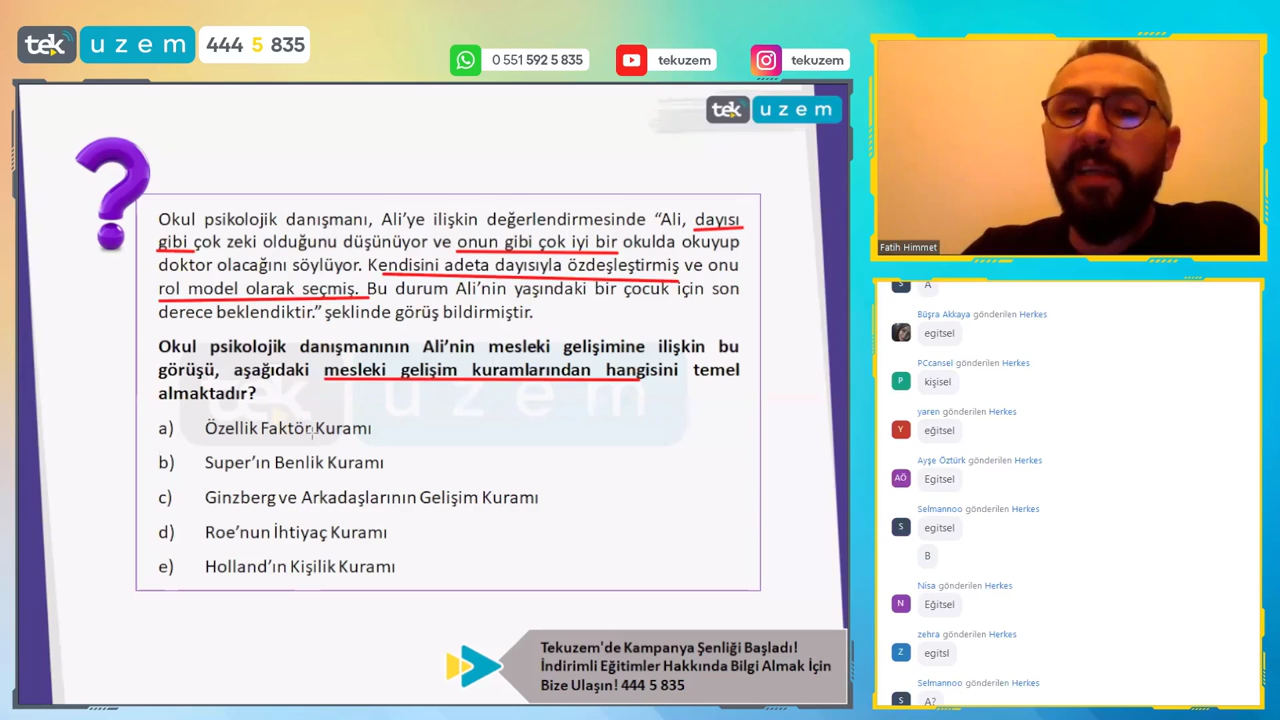 tek uzem 444 5 835
0 551 592 5 835
tekuzem
tekuzem
tek uzem
Okul psikolojik danışmanı, Ali’ye ilişkin değerlendirmesinde “Ali, dayısı
gibi çok zeki olduğunu düşünüyor ve onun gibi çok iyi bir okulda okuyup
doktor olacağını söylüyor. Kendisini adeta dayısıyla özdeşleştirmiş ve onu
rol model olarak seçmiş. Bu durum Ali’nin yaşındaki bir çocuk için son
derece beklendiktir.” şeklinde görüş bildirmiştir.
Okul psikolojik danışmanının Ali’nin mesleki gelişimine ilişkin bu
görüşü, aşağıdaki mesleki gelişim kuramlarından hangisini temel
almaktadır?
tek uzem
a) Özellik Faktör Kuramı
b) Super’ın Benlik Kuramı
c) Ginzberg ve Arkadaşlarının Gelişim Kuramı
d) Roe’nun İhtiyaç Kuramı
e) Holland’ın Kişilik Kuramı
Tekuzem'de Kampanya Şenliği Başladı!
İndirimli Eğitimler Hakkında Bilgi Almak İçin
Bize Ulaşın! 444 5 835
Fatih Himmet
S
A
Büşra Akkaya gönderilen Herkes
egitsel
PCcansel gönderilen Herkes
P
kişisel
yaren gönderilen Herkes
Y
eğitsel
Ayşe Öztürk gönderilen Herkes
AÖ
Egitsel
Selmannoo gönderilen Herkes
S
egitsel
B
Nisa gönderilen Herkes
N
Eğitsel
zehra gönderilen Herkes
Z
egitsl
Selmannoo gönderilen Herkes
S
A?